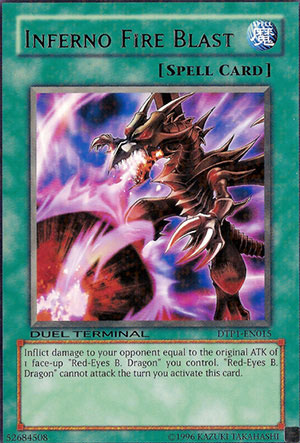 INFERNO FIRE BLAST
魔
[SPELL CARD]
DUEL TERMINAL DTP1-EN015
Inflict damage to your opponent equal to the original ATK of
1 face-up "Red-Eyes B. Dragon" you control. "Red-Eyes B.
Dragon" cannot attack the turn you activate this card.
52684508 ©1996 KAZUKI TAKAHASHI